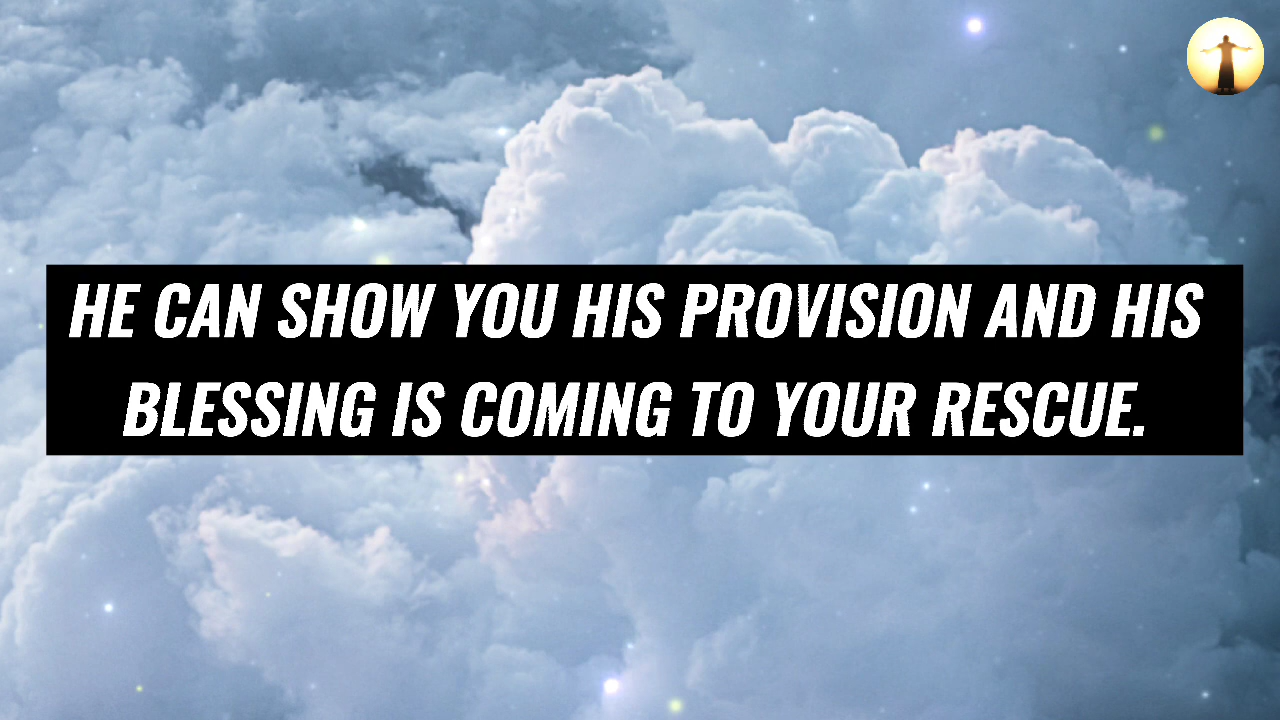 HE CAN SHOW YOU HIS PROVISION AND HIS
BLESSING IS COMING TO YOUR RESCUE.